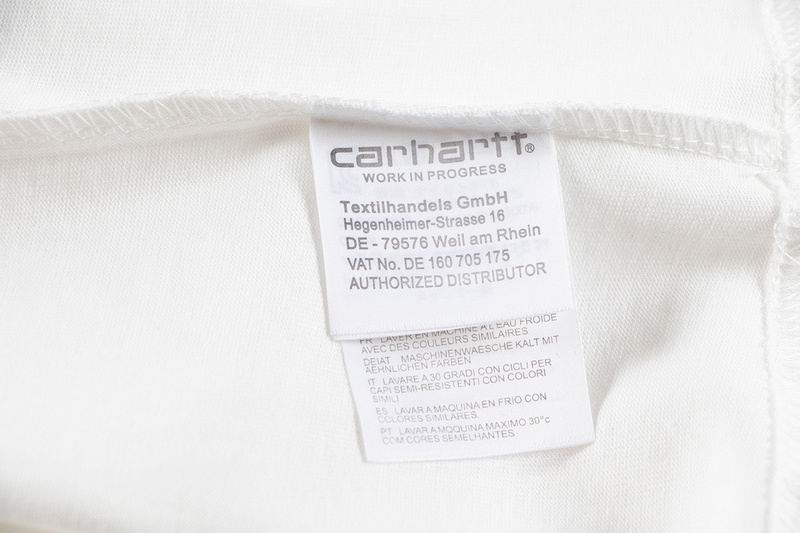 carhartt®
WORK IN PROGRESS
Textilhandels GmbH
Hegenheimer-Strasse 16
DE - 79576 Weil am Rhein
VAT No. DE 160 705 175
AUTHORIZED DISTRIBUTOR
FR LAVER EN MACHINE A L'EAU FROIDE
AVEC DES COULEURS SIMILAIRES
DEIAT MASCHINENWAESCHE KALT MIT
AEHNLICHEN FARBEN
IT LAVARE A 30 GRADI CON CICLI PER
CAPI SEMI-RESISTENTI CON COLORI
SIMILI
ES LAVAR A MAQUINA EN FRIO CON
COLORES SIMILARES.
PT LAVAR A MOQUINA MAXIMO 30°c
COM CORES SEMELHANTES.